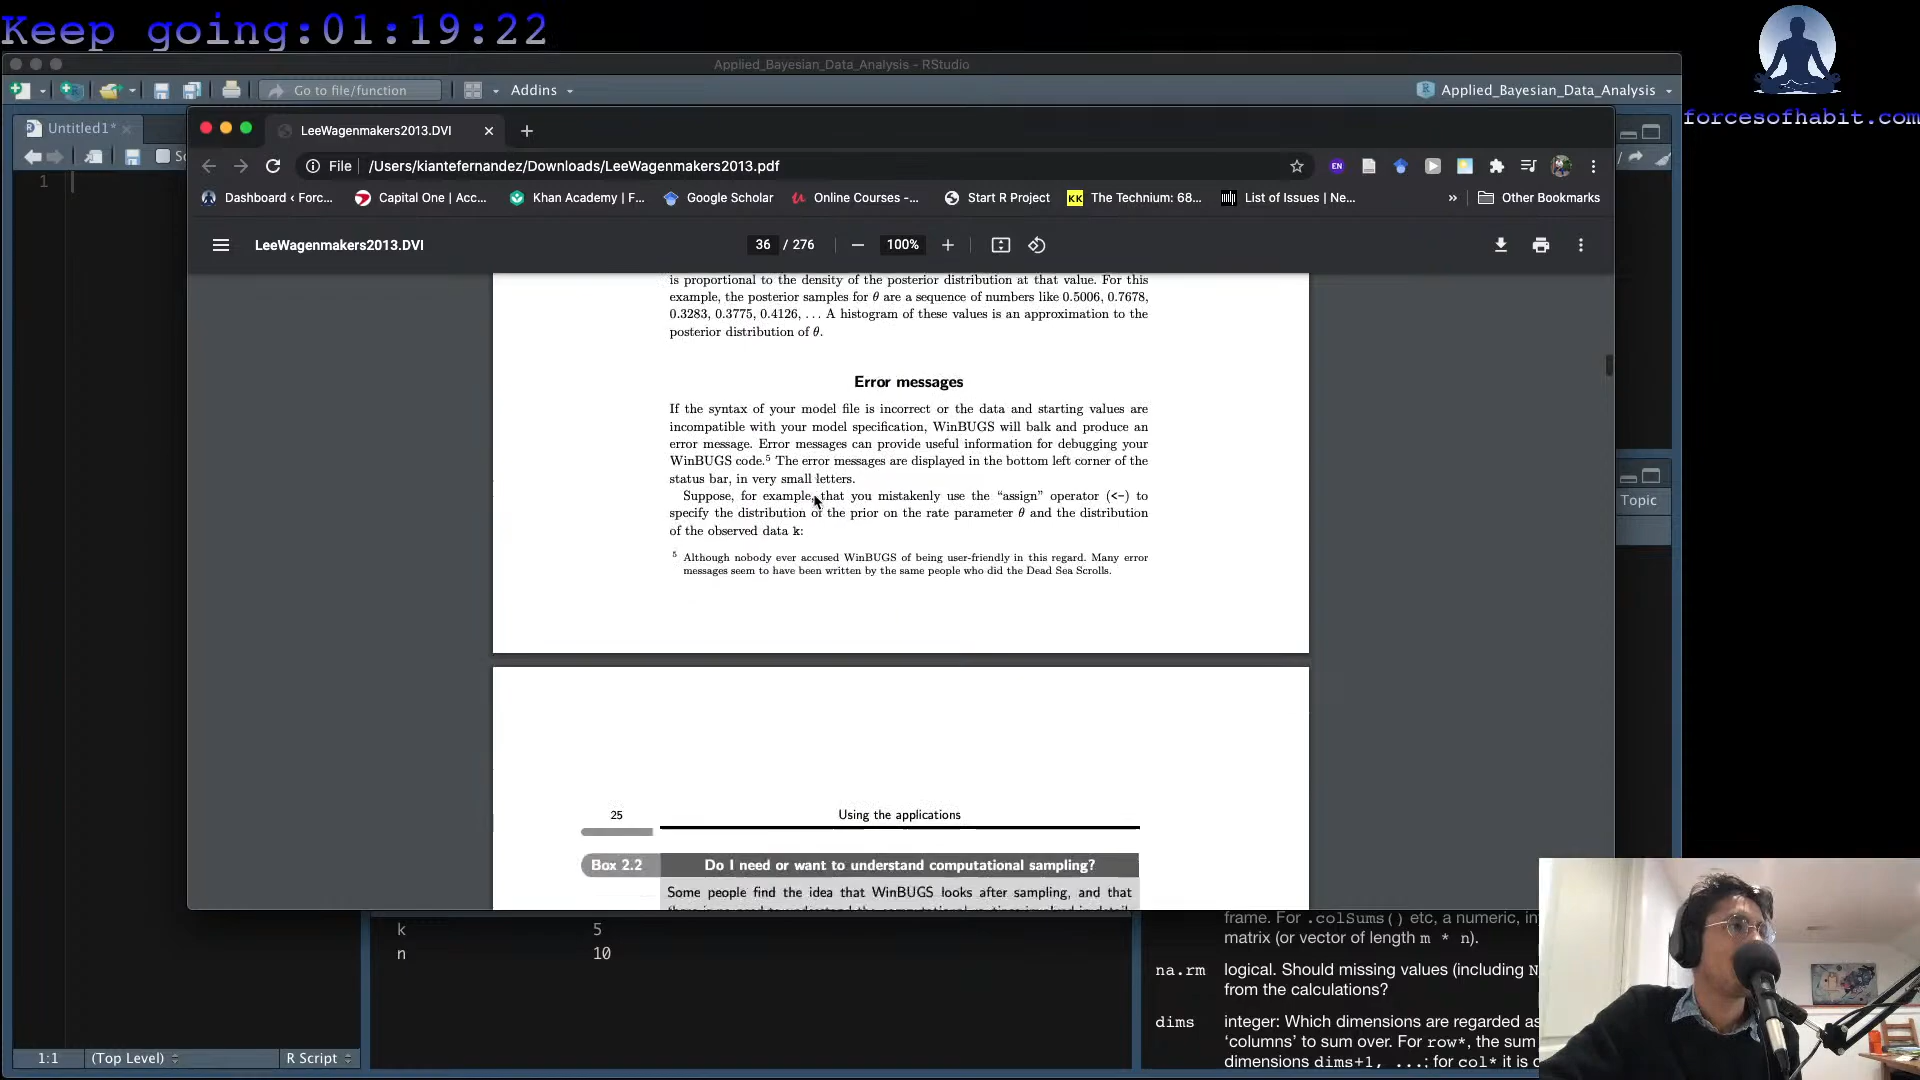 Keep going:01:19:22
forcesofhabit.com
Applied_Bayesian_Data_Analysis - RStudio
Go to file/function
Addins
Applied_Bayesian_Data_Analysis
Untitled1*
LeeWagenmakers2013.DVI
File
/Users/kiantefernandez/Downloads/LeeWagenmakers2013.pdf
Dashboard ‹ Forc...
Capital One | Acc...
Khan Academy | F...
Google Scholar
Online Courses -...
Start R Project
KK
The Technium: 68...
List of Issues | Ne...
»
Other Bookmarks
LeeWagenmakers2013.DVI
36 / 276
100%
1
is proportional to the density of the posterior distribution at that value. For this
example, the posterior samples for θ are a sequence of numbers like 0.5006, 0.7678,
0.3283, 0.3775, 0.4126, ... A histogram of these values is an approximation to the
posterior distribution of θ.
Error messages
If the syntax of your model file is incorrect or the data and starting values are
incompatible with your model specification, WinBUGS will balk and produce an
error message. Error messages can provide useful information for debugging your
WinBUGS code.⁵ The error messages are displayed in the bottom left corner of the
status bar, in very small letters.
Suppose, for example, that you mistakenly use the “assign” operator (<-) to
specify the distribution of the prior on the rate parameter θ and the distribution
of the observed data k:
⁵ Although nobody ever accused WinBUGS of being user-friendly in this regard. Many error
messages seem to have been written by the same people who did the Dead Sea Scrolls.
Topic
25
Using the applications
Box 2.2
Do I need or want to understand computational sampling?
Some people find the idea that WinBUGS looks after sampling, and that
k 5
n 10
frame. For .colSums() etc, a numeric, in
matrix (or vector of length m * n).
na.rm
logical. Should missing values (including N
from the calculations?
dims
integer: Which dimensions are regarded as
‘columns’ to sum over. For row*, the sum
dimensions dims+1, ...; for col* it is
1:1
(Top Level)
R Script